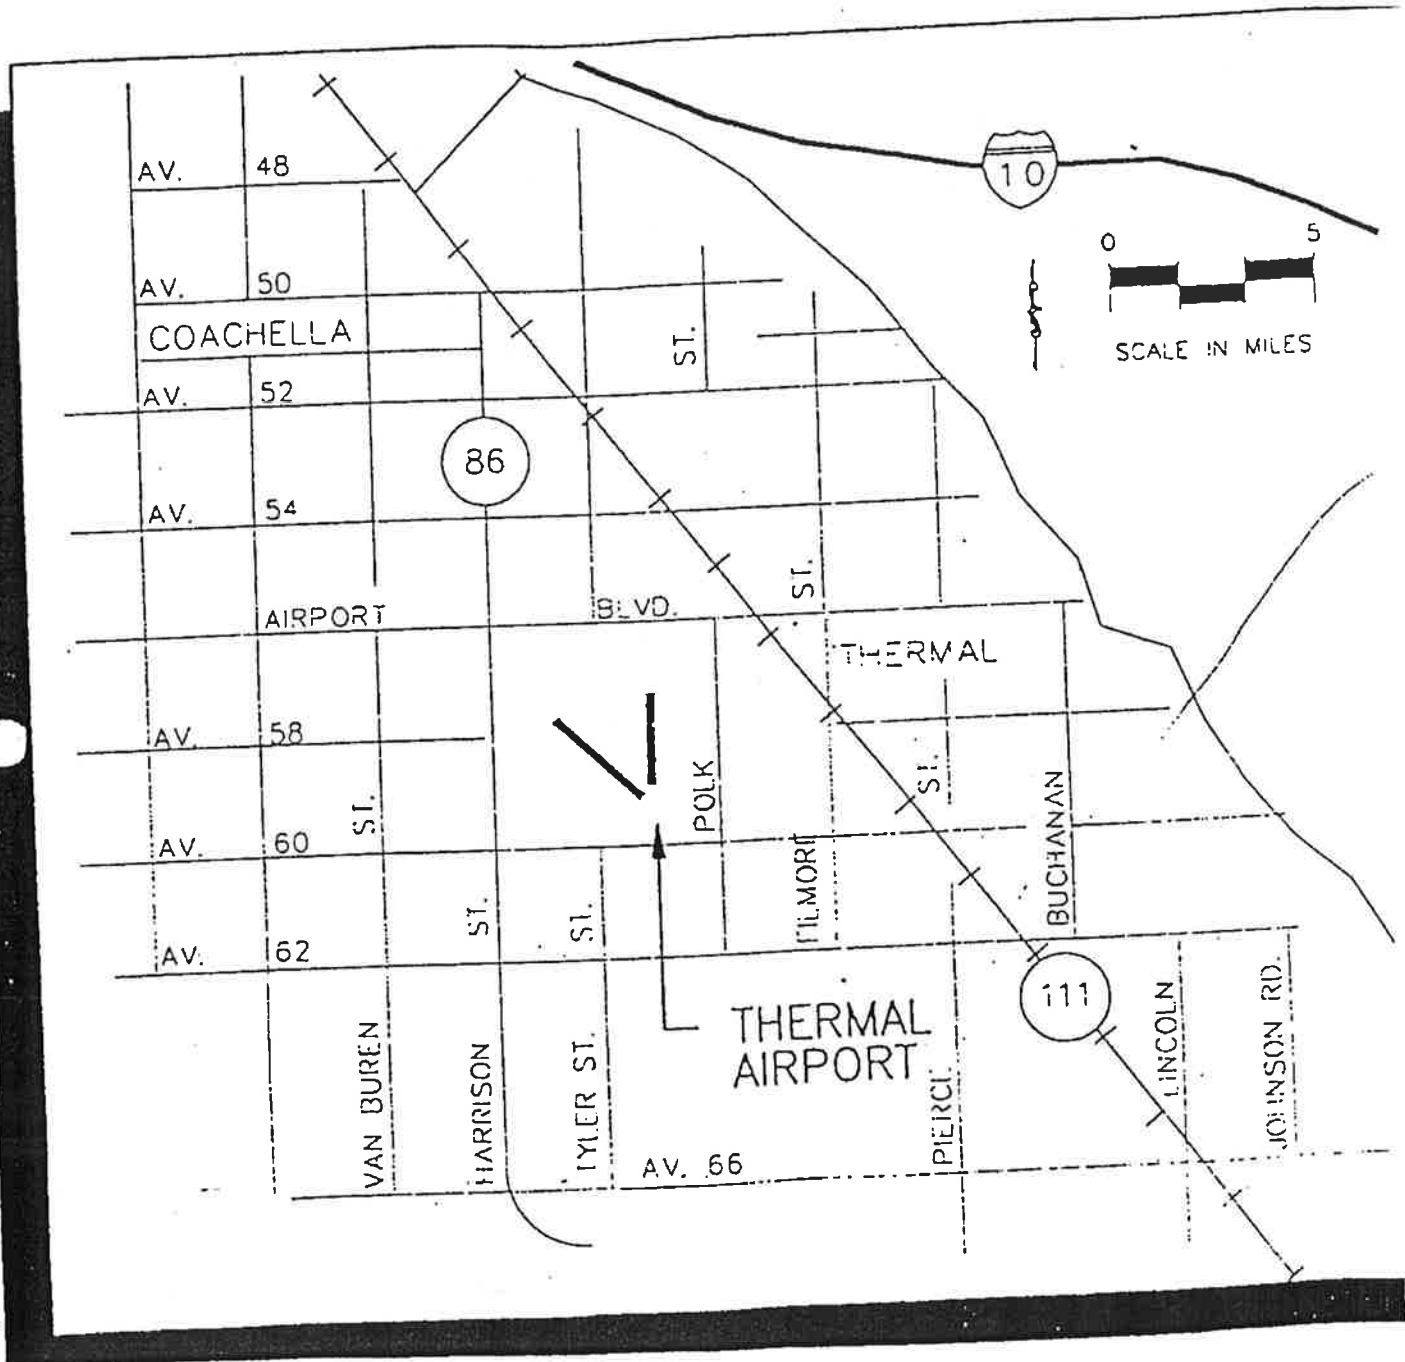 AV. 48
10
0 5
AV. 50
COACHELLA
ST.
SCALE IN MILES
AV. 52
86
AV. 54
ST.
AIRPORT BLVD.
THERMAL
AV. 58
POLK
ST.
ST.
BUCHANAN
AV. 60
FILMORE
ST.
ST.
AV. 62
111
THERMAL
AIRPORT
VAN BUREN
HARRISON
TYLER ST.
PIERCE
LINCOLN
JOHNSON RD.
AV. 66